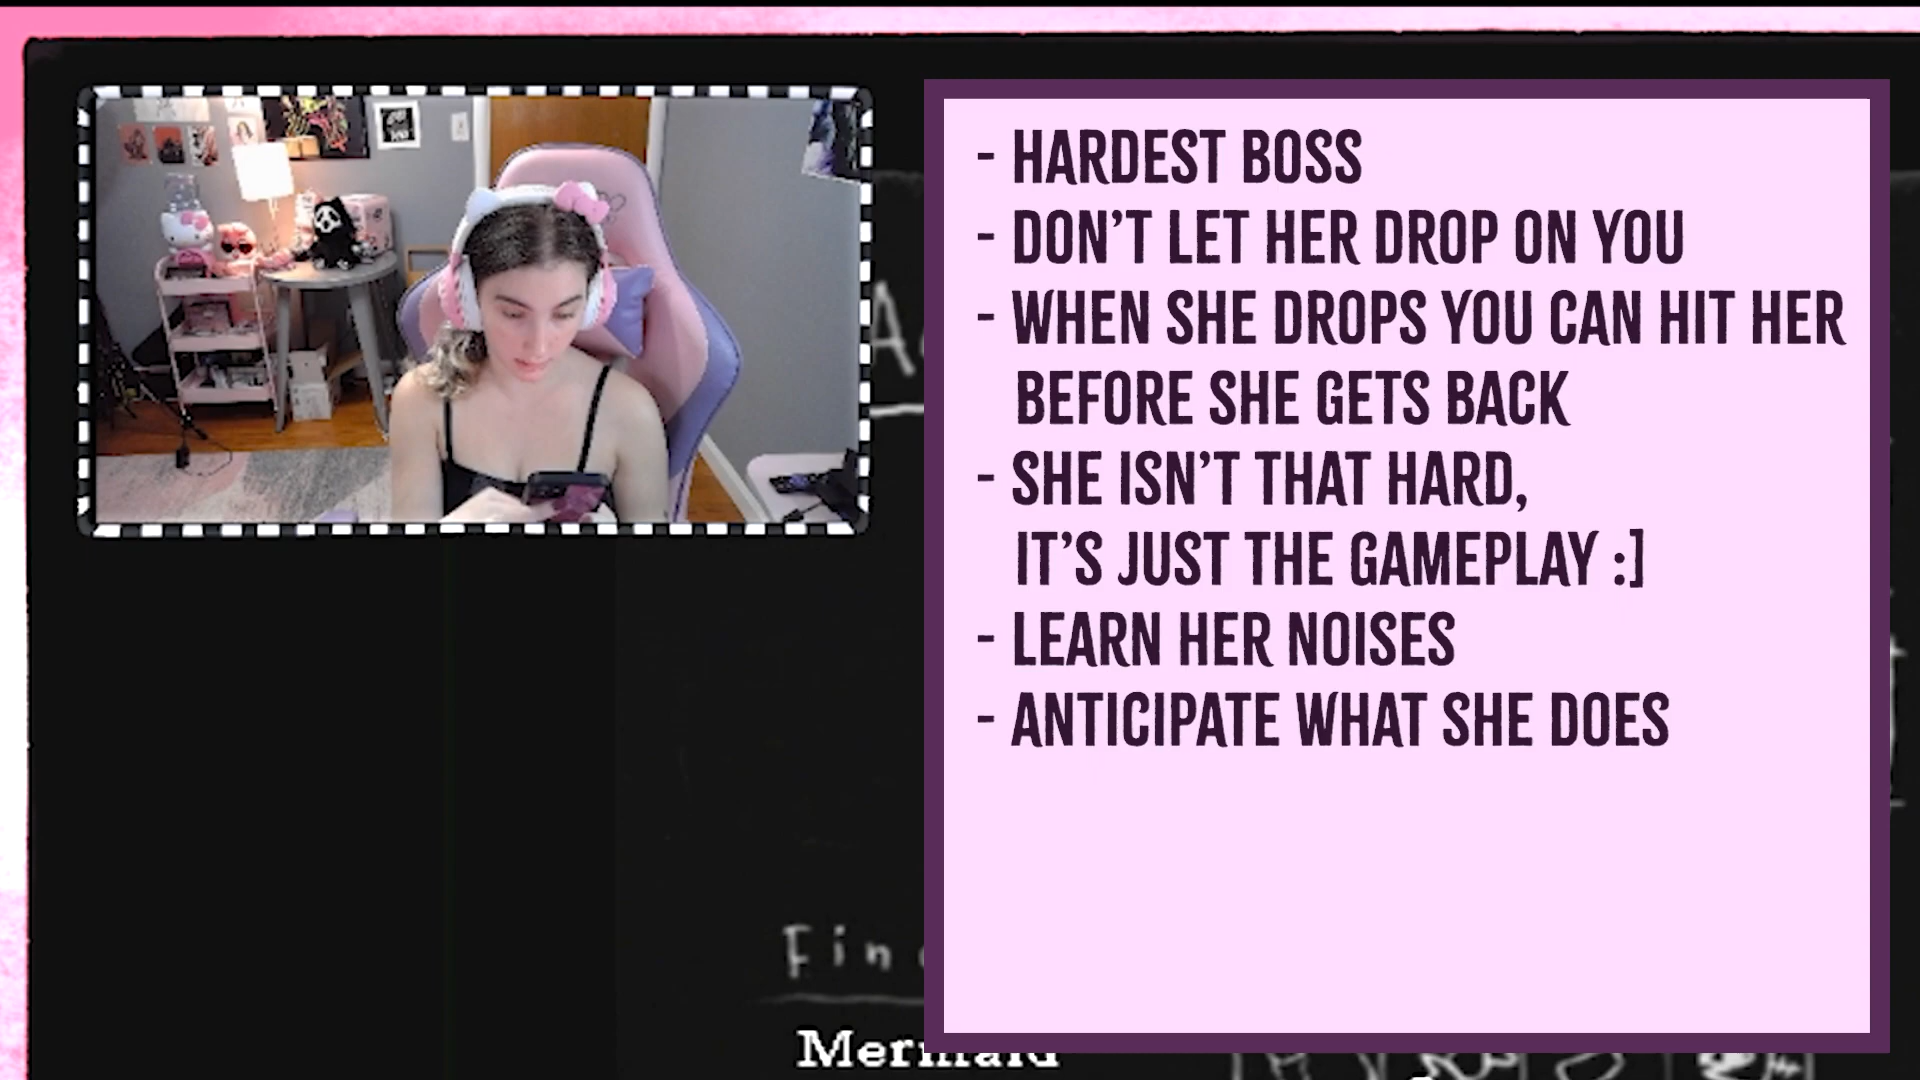 - HARDEST BOSS
- DON'T LET HER DROP ON YOU
- WHEN SHE DROPS YOU CAN HIT HER
BEFORE SHE GETS BACK
- SHE ISN'T THAT HARD,
IT'S JUST THE GAMEPLAY :]
- LEARN HER NOISES
- ANTICIPATE WHAT SHE DOES
Mermaid